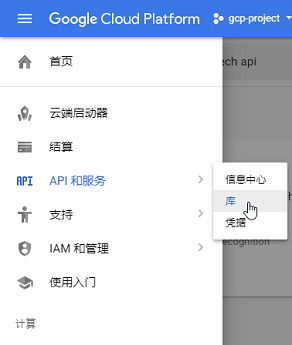 Google Cloud Platform
gcp-project
首页
ech api
云端启动器
结算
API API 和服务
信息中心
库
支持
凭据
IAM 和管理
ecognition
使用入门
计算